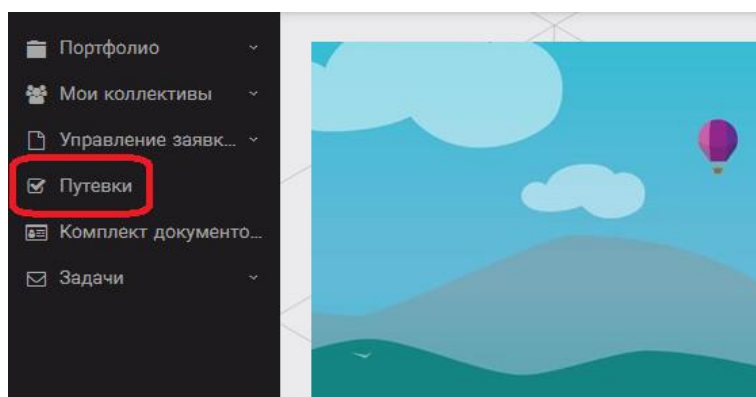 Портфолио
Мои коллективы
Управление заявк...
Путевки
Комплект документо...
Задачи